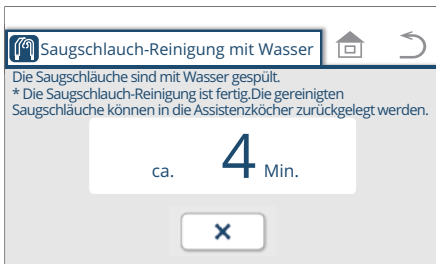 Saugschlauch-Reinigung mit Wasser
Die Saugschläuche sind mit Wasser gespült.
* Die Saugschlauch-Reinigung ist fertig.Die gereinigten
Saugschläuche können in die Assistenzköcher zurückgelegt werden.
ca. 4 Min.